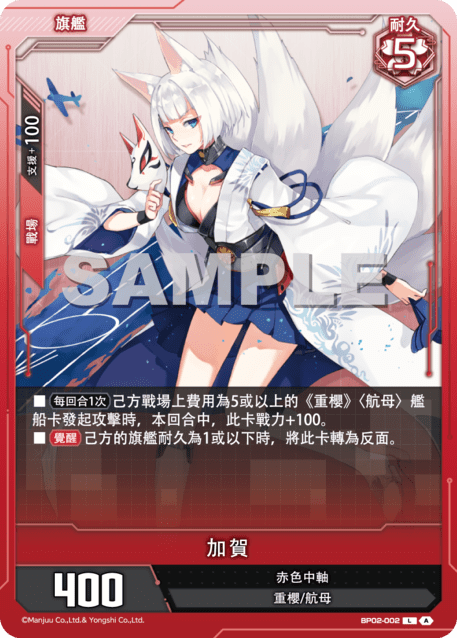 旗艦
耐久
5
支援+100
戰場
SAMPLE
■ 每回合1次 己方戰場上費用為5或以上的《重櫻》〈航母〉艦
船卡發起攻擊時，本回合中，此卡戰力+100。
■ 覺醒 己方的旗艦耐久為1或以下時，將此卡轉為反面。
加賀
400
赤色中軸
重櫻/航母
©Manjuu Co.,Ltd.& Yongshi Co.,Ltd.
BP02-002 L A